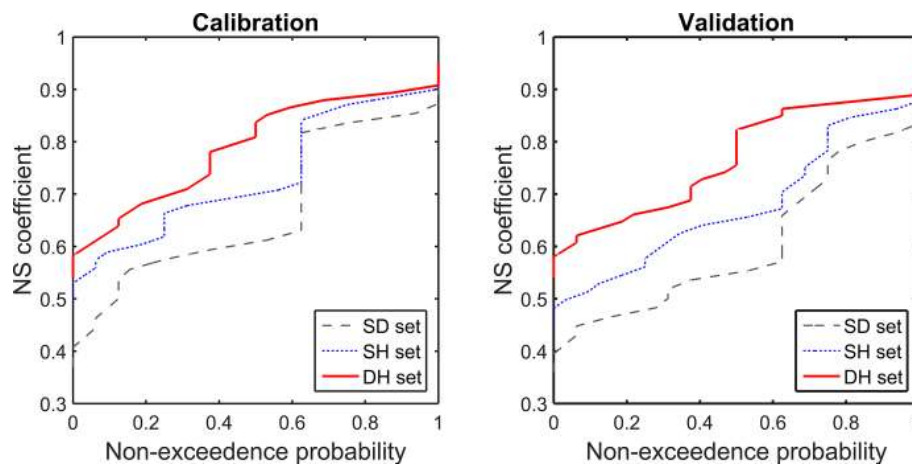 Calibration
1
0.9
0.8
0.7
0.6
0.5
0.4
0.3
NS coefficient
0
0.2
0.4
0.6
0.8
1
Non-exceedence probability
SD set
SH set
DH set
Validation
1
0.9
0.8
0.7
0.6
0.5
0.4
0.3
NS coefficient
0
0.2
0.4
0.6
0.8
Non-exceedence probability
SD set
SH set
DH set